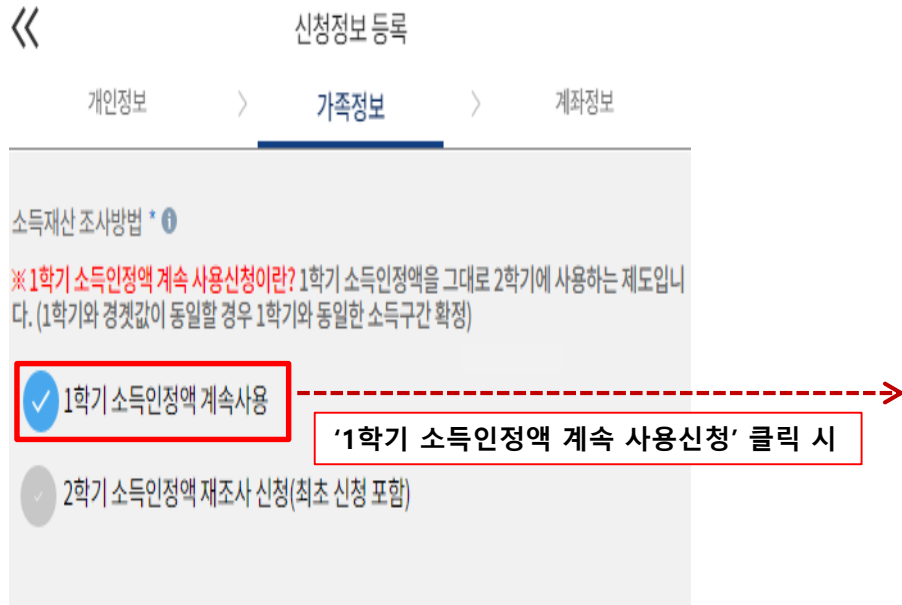 《 신청정보 등록
개인정보 〉 가족정보 〉 계좌정보
소득재산 조사방법 *
※ 1학기 소득인정액 계속 사용신청이란? 1학기 소득인정액을 그대로 2학기에 사용하는 제도입니
다. (1학기와 경곗값이 동일할 경우 1학기와 동일한 소득구간 확정)
1학기 소득인정액 계속사용
‘1학기 소득인정액 계속 사용신청’ 클릭 시
2학기 소득인정액 재조사 신청(최초 신청 포함)